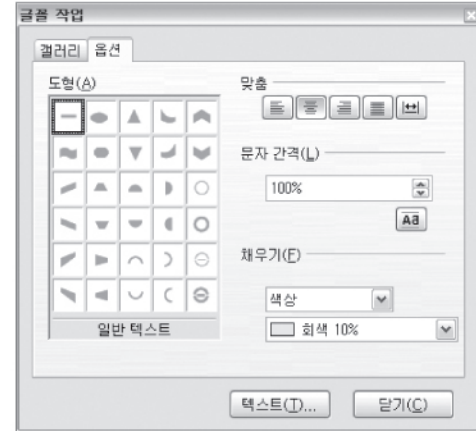 글꼴 작업
갤러리 옵션
도형(A)
일반 텍스트
맞춤
문자 간격(L)
100%
Aa
채우기(F)
색상
회색 10%
텍스트(T)... 닫기(C)